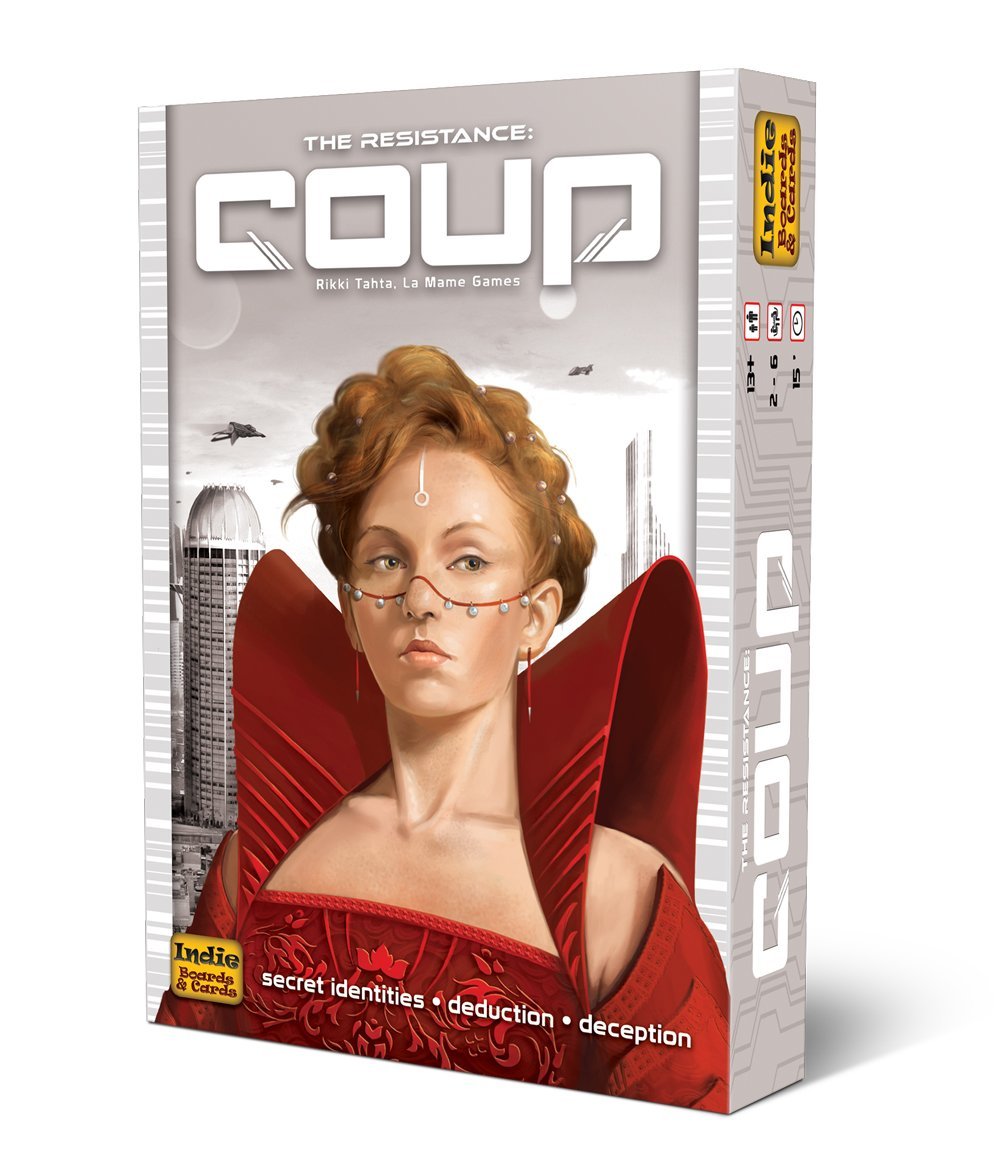 THE RESISTANCE:
COUP
Rikki Tahta, La Mame Games
Indie
Boards
& Cards
secret identities • deduction • deception
Indie
Boards
& Cards
13+
2 - 6
15'
THE RESISTANCE:
COUP